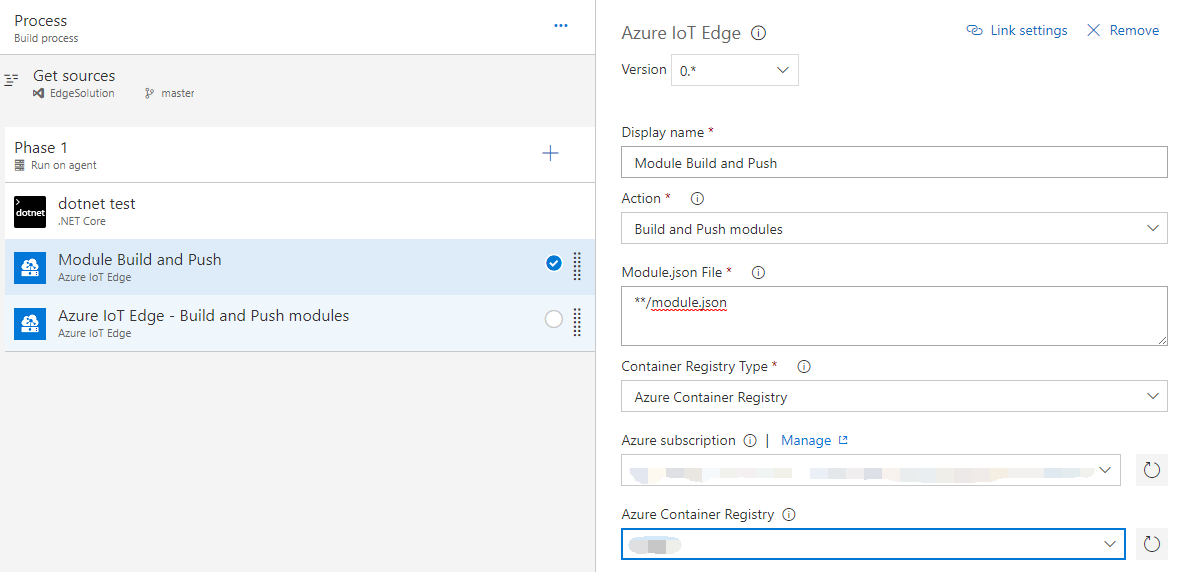 Process
Build process
Get sources
EdgeSolution master
Phase 1
Run on agent
dotnet
dotnet test
.NET Core
Module Build and Push
Azure IoT Edge
Azure IoT Edge - Build and Push modules
Azure IoT Edge
Azure IoT Edge
Link settings
Remove
Version 0.*
Display name *
Module Build and Push
Action *
Build and Push modules
Module.json File *
**/module.json
Container Registry Type *
Azure Container Registry
Azure subscription | Manage
Azure Container Registry